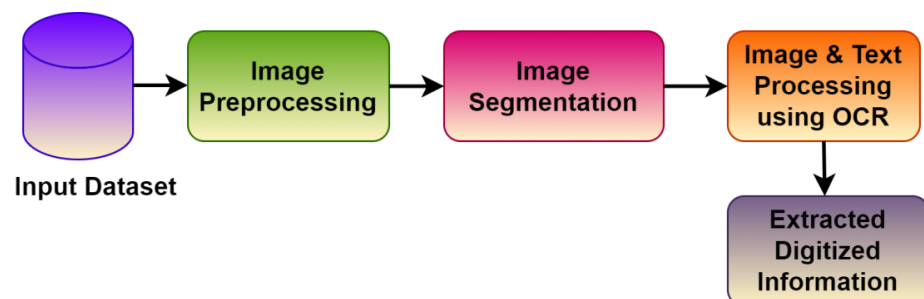 Input Dataset
Image
Preprocessing
Image
Segmentation
Image & Text
Processing
using OCR
Extracted
Digitized
Information